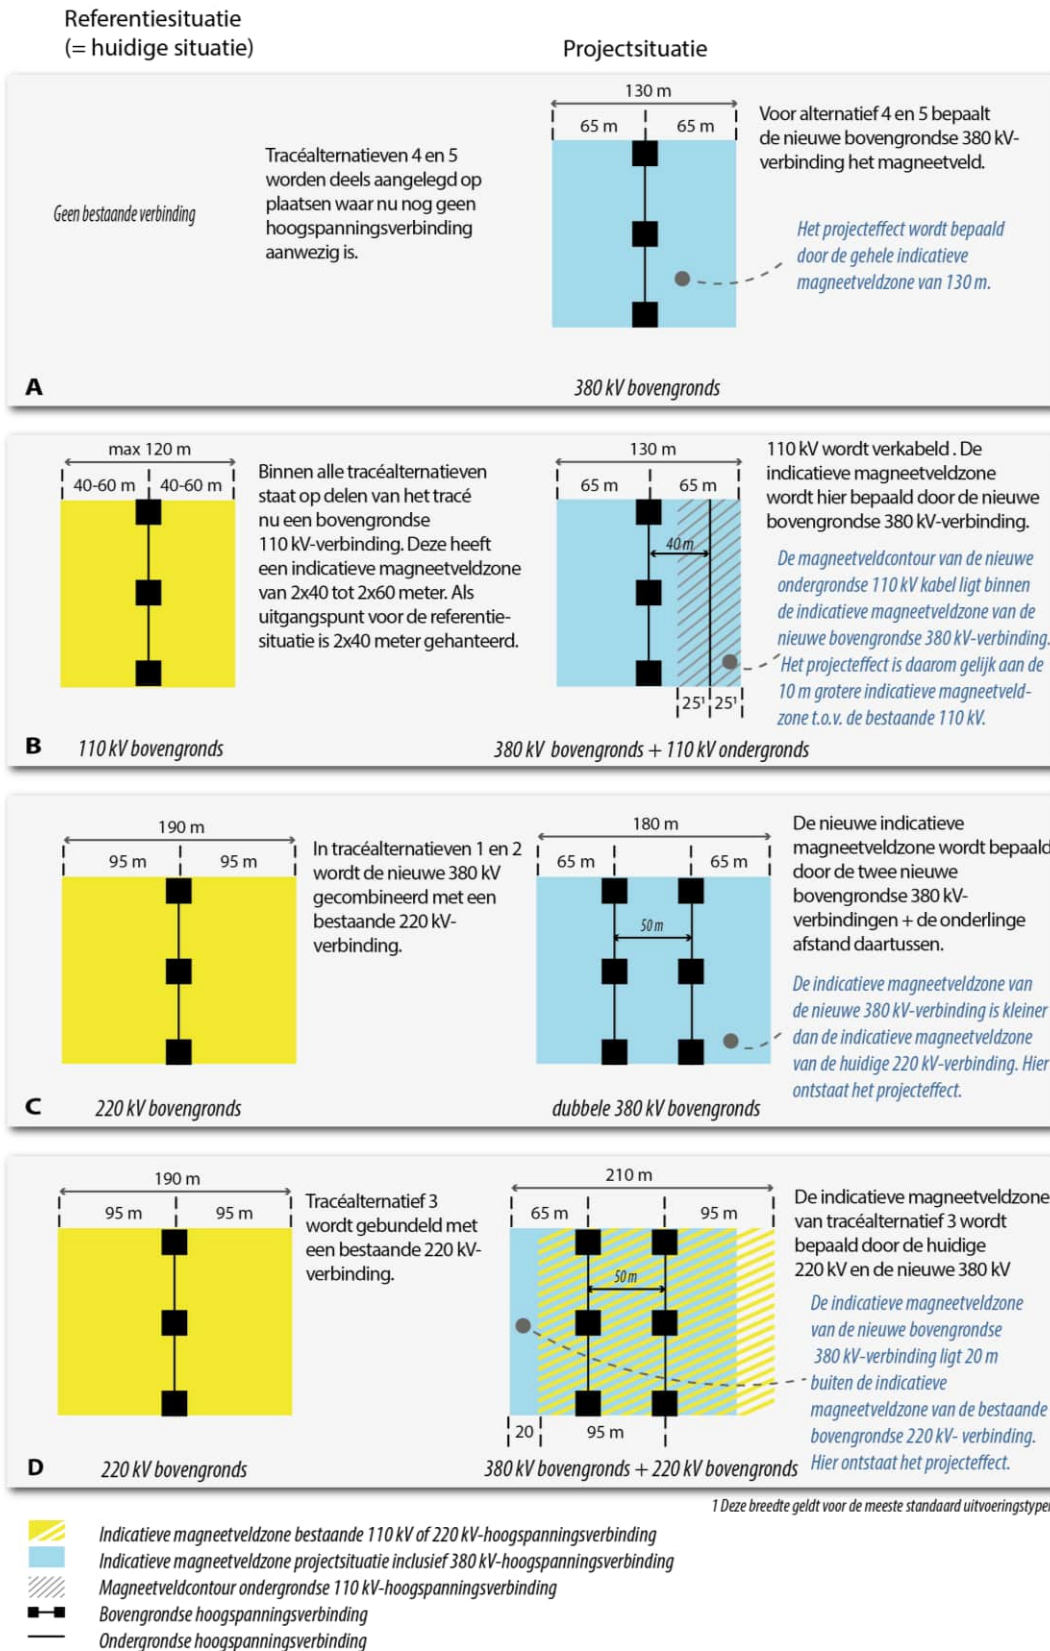 Referentiesituatie
(= huidige situatie)
Projectsituatie
Geen bestaande verbinding
Tracéalternatieven 4 en 5
worden deels aangelegd op
plaatsen waar nu nog geen
hoogspanningsverbinding
aanwezig is.
130 m
65 m 65 m
Voor alternatief 4 en 5 bepaalt
de nieuwe bovengrondse 380 kV-
verbinding het magneetveld.
Het projecteffect wordt bepaald
door de gehele indicatieve
magneetveldzone van 130 m.
A
380 kV bovengronds
max 120 m
40-60 m 40-60 m
Binnen alle tracéalternatieven
staat op delen van het tracé
nu een bovengrondse
110 kV-verbinding. Deze heeft
een indicatieve magneetveldzone
van 2x40 tot 2x60 meter. Als
uitgangspunt voor de referentie-
situatie is 2x40 meter gehanteerd.
130 m
65 m 65 m
40 m
25¹ 25¹
110 kV wordt verkabeld . De
indicatieve magneetveldzone
wordt hier bepaald door de nieuwe
bovengrondse 380 kV-verbinding.
De magneetveldcontour van de nieuwe
ondergrondse 110 kV kabel ligt binnen
de indicatieve magneetveldzone van de
nieuwe bovengrondse 380 kV-verbinding.
Het projecteffect is daarom gelijk aan de
10 m grotere indicatieve magneetveld-
zone t.o.v. de bestaande 110 kV.
B
110 kV bovengronds
380 kV bovengronds + 110 kV ondergronds
190 m
95 m 95 m
In tracéalternatieven 1 en 2
wordt de nieuwe 380 kV
gecombineerd met een
bestaande 220 kV-
verbinding.
180 m
65 m 65 m
50 m
De nieuwe indicatieve
magneetveldzone wordt bepaald
door de twee nieuwe
bovengrondse 380 kV-
verbindingen + de onderlinge
afstand daartussen.
De indicatieve magneetveldzone van
de nieuwe 380 kV-verbinding is kleiner
dan de indicatieve magneetveldzone
van de huidige 220 kV-verbinding. Hier
ontstaat het projecteffect.
C
220 kV bovengronds
dubbele 380 kV bovengronds
190 m
95 m 95 m
Tracéalternatief 3
wordt gebundeld met
een bestaande 220 kV-
verbinding.
210 m
65 m 95 m
50 m
20 95 m
De indicatieve magneetveldzone
van tracéalternatief 3 wordt
bepaald door de huidige
220 kV en de nieuwe 380 kV
De indicatieve magneetveldzone
van de nieuwe bovengrondse
380 kV-verbinding ligt 20 m
buiten de indicatieve
magneetveldzone van de bestaande
bovengrondse 220 kV- verbinding.
Hier ontstaat het projecteffect.
D
220 kV bovengronds
380 kV bovengronds + 220 kV bovengronds
1 Deze breedte geldt voor de meeste standaard uitvoeringstypen
Indicatieve magneetveldzone bestaande 110 kV of 220 kV-hoogspanningsverbinding
Indicatieve magneetveldzone projectsituatie inclusief 380 kV-hoogspanningsverbinding
Magneetveldcontour ondergrondse 110 kV-hoogspanningsverbinding
Bovengrondse hoogspanningsverbinding
Ondergrondse hoogspanningsverbinding